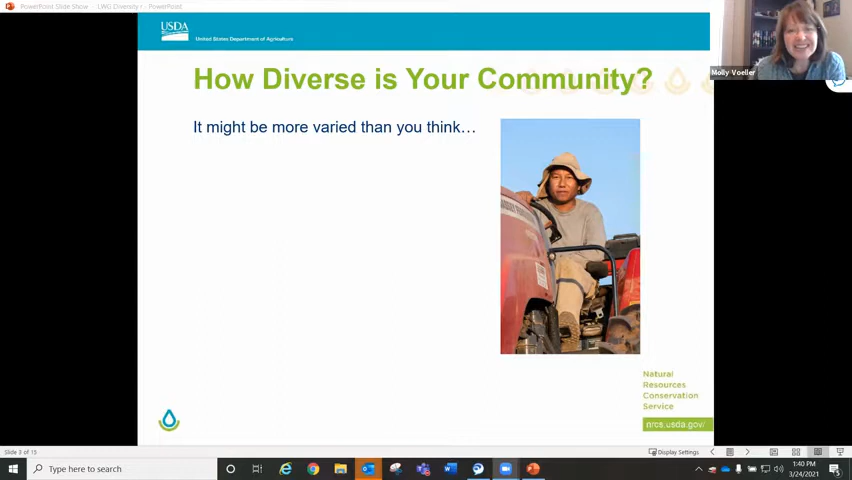 PowerPoint Slide Show - LWG Diversity I - PowerPoint
USDA
United States Department of Agriculture
Molly Voeller
How Diverse is Your Community?
It might be more varied than you think…
Natural
Resources
Conservation
Service
nrcs.usda.gov/
Slide 3 of 15
Display Settings
Type here to search
1:40 PM
3/24/2021